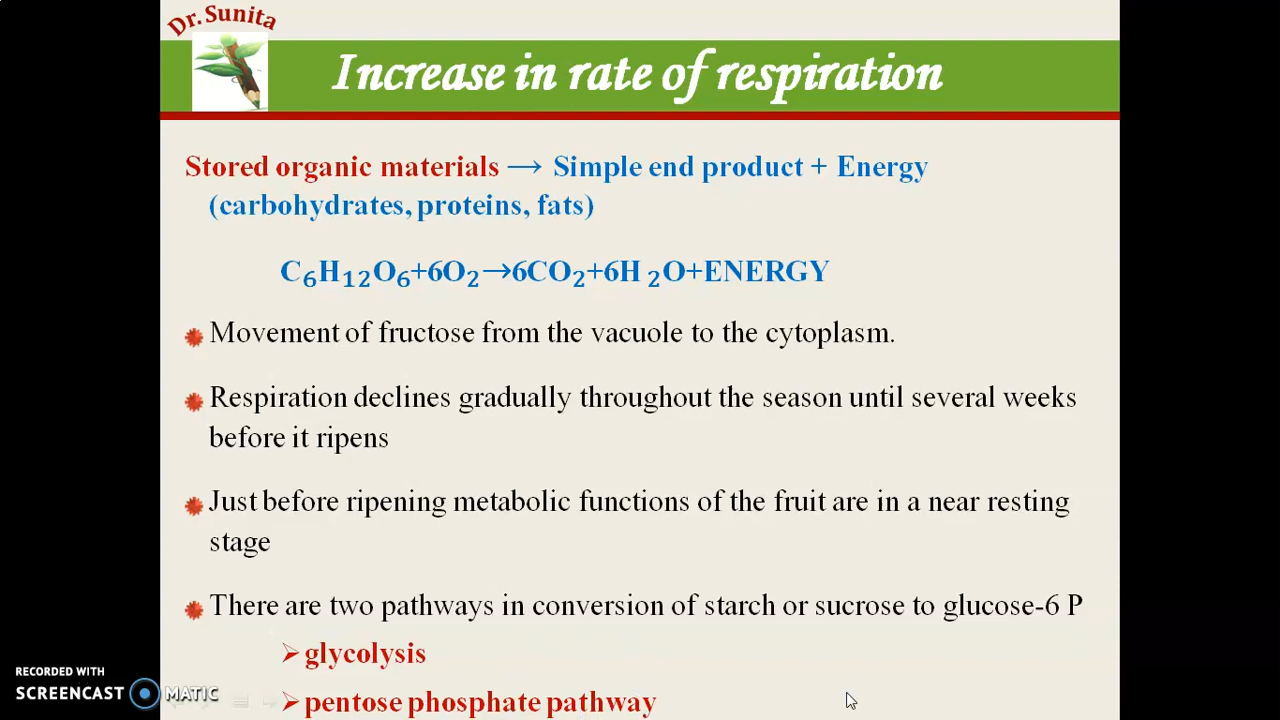 Dr. Sunita
Increase in rate of respiration
Stored organic materials → Simple end product + Energy
(carbohydrates, proteins, fats)
C₆H₁₂O₆+6O₂→6CO₂+6H ₂O+ENERGY
Movement of fructose from the vacuole to the cytoplasm.
Respiration declines gradually throughout the season until several weeks
before it ripens
Just before ripening metabolic functions of the fruit are in a near resting
stage
There are two pathways in conversion of starch or sucrose to glucose-6 P
➢ glycolysis
➢ pentose phosphate pathway
RECORDED WITH
SCREENCAST MATIC